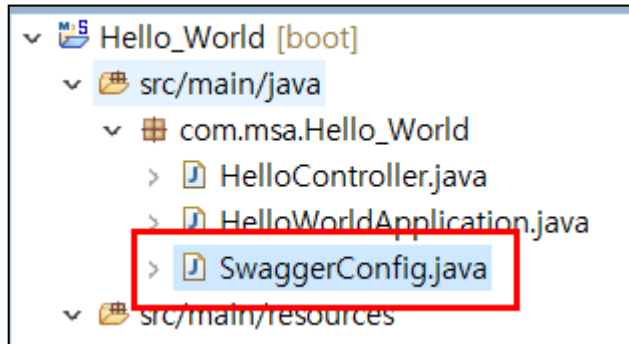 Hello_World [boot]
src/main/java
com.msa.Hello_World
HelloController.java
HelloWorldApplication.java
SwaggerConfig.java
src/main/resources